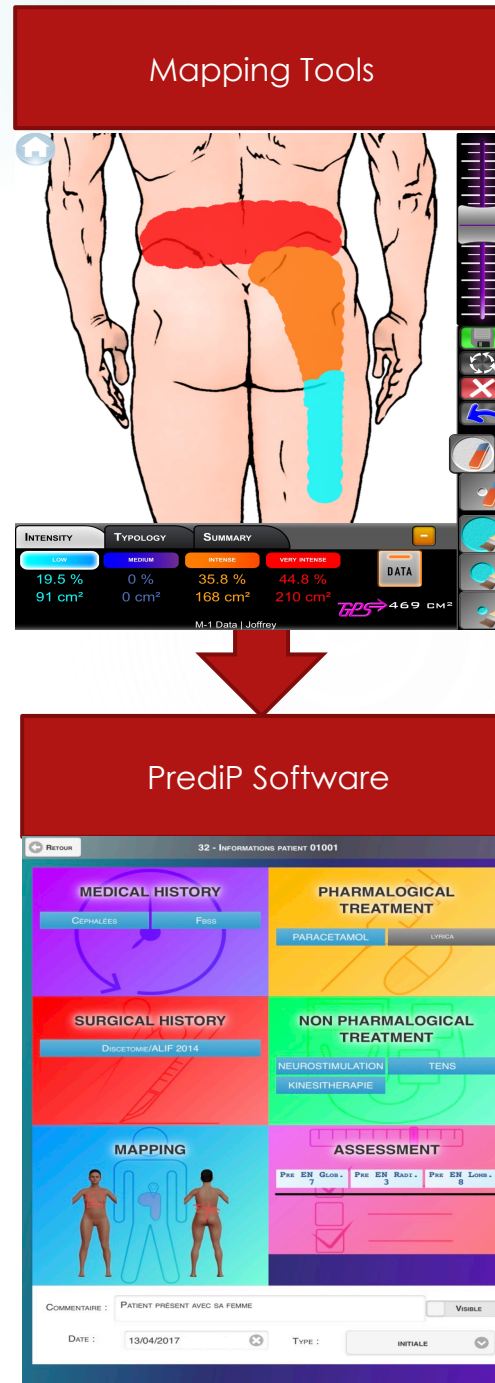 Mapping Tools
INTENSITY TYPOLOGY SUMMARY
LOW MEDIUM INTENSE VERY INTENSE
19.5 % 0 % 35.8 % 44.8 %
91 cm² 0 cm² 168 cm² 210 cm²
DATA
GPS 469 CM²
M-1 Data | Joffrey
PrediP Software
RETOUR 32 - INFORMATIONS PATIENT 01001
MEDICAL HISTORY
CÉPHALÉES FBSS
PHARMALOGICAL
TREATMENT
PARACETAMOL LYRICA
SURGICAL HISTORY
DISCETOMIE/ALIF 2014
NON PHARMALOGICAL
TREATMENT
NEUROSTIMULATION TENS
KINESITHERAPIE
MAPPING
ASSESSMENT
PRE EN GLOB. PRE EN RADI. PRE EN LOMB.
7 3 8
COMMENTAIRE : PATIENT PRÉSENT AVEC SA FEMME
VISIBLE
DATE : 13/04/2017 TYPE : INITIALE